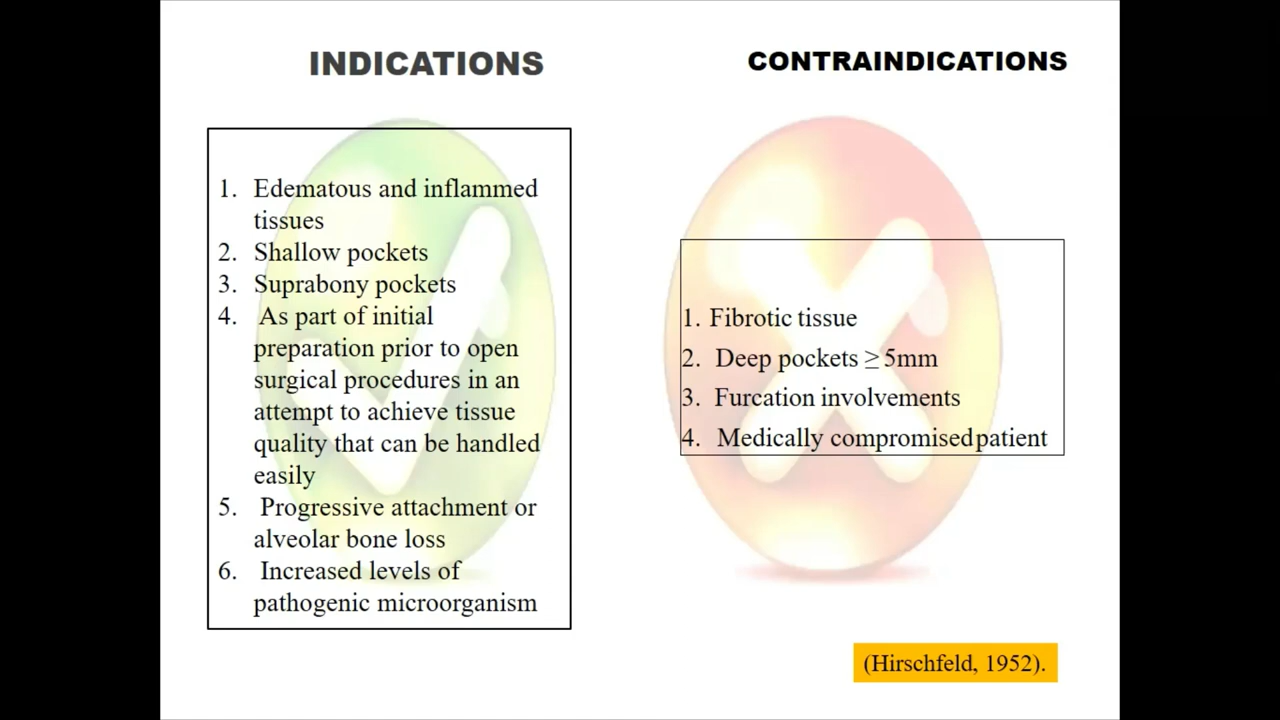 INDICATIONS
1. Edematous and inflammed
tissues
2. Shallow pockets
3. Suprabony pockets
4. As part of initial
preparation prior to open
surgical procedures in an
attempt to achieve tissue
quality that can be handled
easily
5. Progressive attachment or
alveolar bone loss
6. Increased levels of
pathogenic microorganism
CONTRAINDICATIONS
1. Fibrotic tissue
2. Deep pockets ≥ 5mm
3. Furcation involvements
4. Medically compromised patient
(Hirschfeld, 1952).